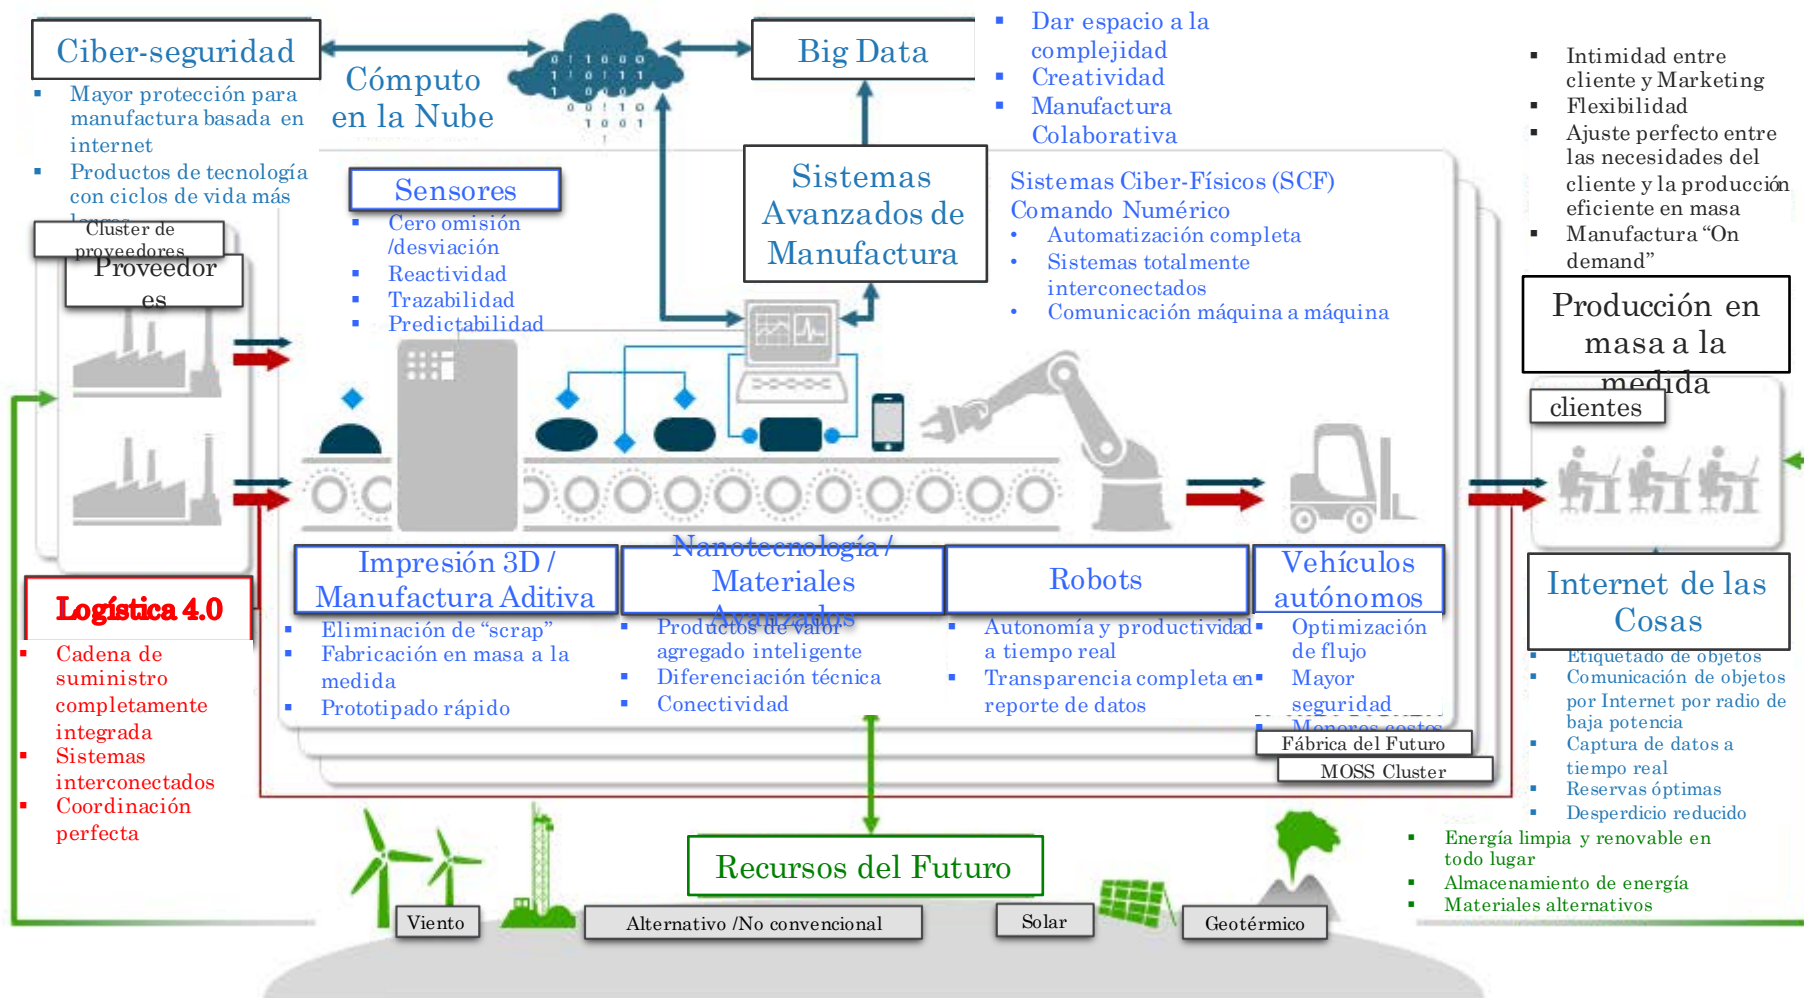 Ciber-seguridad
Mayor protección para
manufactura basada en
internet
Productos de tecnología
con ciclos de vida más
Cómputo
en la Nube
Big Data
Dar espacio a la
complejidad
Creatividad
Manufactura
Colaborativa
Intimidad entre
cliente y Marketing
Flexibilidad
Ajuste perfecto entre
las necesidades del
cliente y la producción
eficiente en masa
Manufactura “On
demand”
Cluster de
proveedores
Proveedor
es
Sensores
Cero omisión
/desviación
Reactividad
Trazabilidad
Predictabilidad
Sistemas
Avanzados de
Manufactura
Sistemas Ciber-Físicos (SCF)
Comando Numérico
Automatización completa
Sistemas totalmente
interconectados
Comunicación máquina a máquina
Producción en
masa a la
medida
clientes
Logística 4.0
Cadena de
suministro
completamente
integrada
Sistemas
interconectados
Coordinación
perfecta
Impresión 3D /
Manufactura Aditiva
Eliminación de “scrap”
Fabricación en masa a la
medida
Prototipado rápido
Nanotecnología /
Materiales
Avanzados
Productos de valor
agregado inteligente
Diferenciación técnica
Conectividad
Robots
Autonomía y productividad
a tiempo real
Transparencia completa en
reporte de datos
Vehículos
autónomos
Optimización
de flujo
Mayor
seguridad
Menores costos
Fábrica del Futuro
MOSS Cluster
Internet de las
Cosas
Etiquetado de objetos
Comunicación de objetos
por Internet por radio de
baja potencia
Captura de datos a
tiempo real
Reservas óptimas
Desperdicio reducido
Recursos del Futuro
Energía limpia y renovable en
todo lugar
Almacenamiento de energía
Materiales alternativos
Viento
Alternativo /No convencional
Solar
Geotérmico